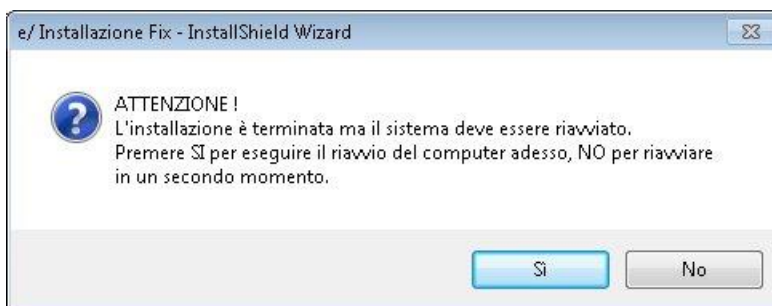 e/ Installazione Fix - InstallShield Wizard
ATTENZIONE !
L'installazione è terminata ma il sistema deve essere riavviato.
Premere SI per eseguire il riavvio del computer adesso, NO per riavviare
in un secondo momento.
Sì
No